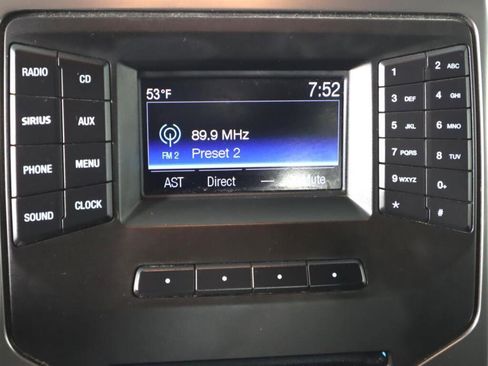 RADIO
CD
SIRIUS
AUX
PHONE
MENU
SOUND
CLOCK
53°F
7:52
89.9 MHz
FM 2
Preset 2
AST Direct — Mute
1
2 ABC
3 DEF
4 GHI
5 JKL
6 MNO
7 PQRS
8 TUV
9 WXYZ
0+
*
#